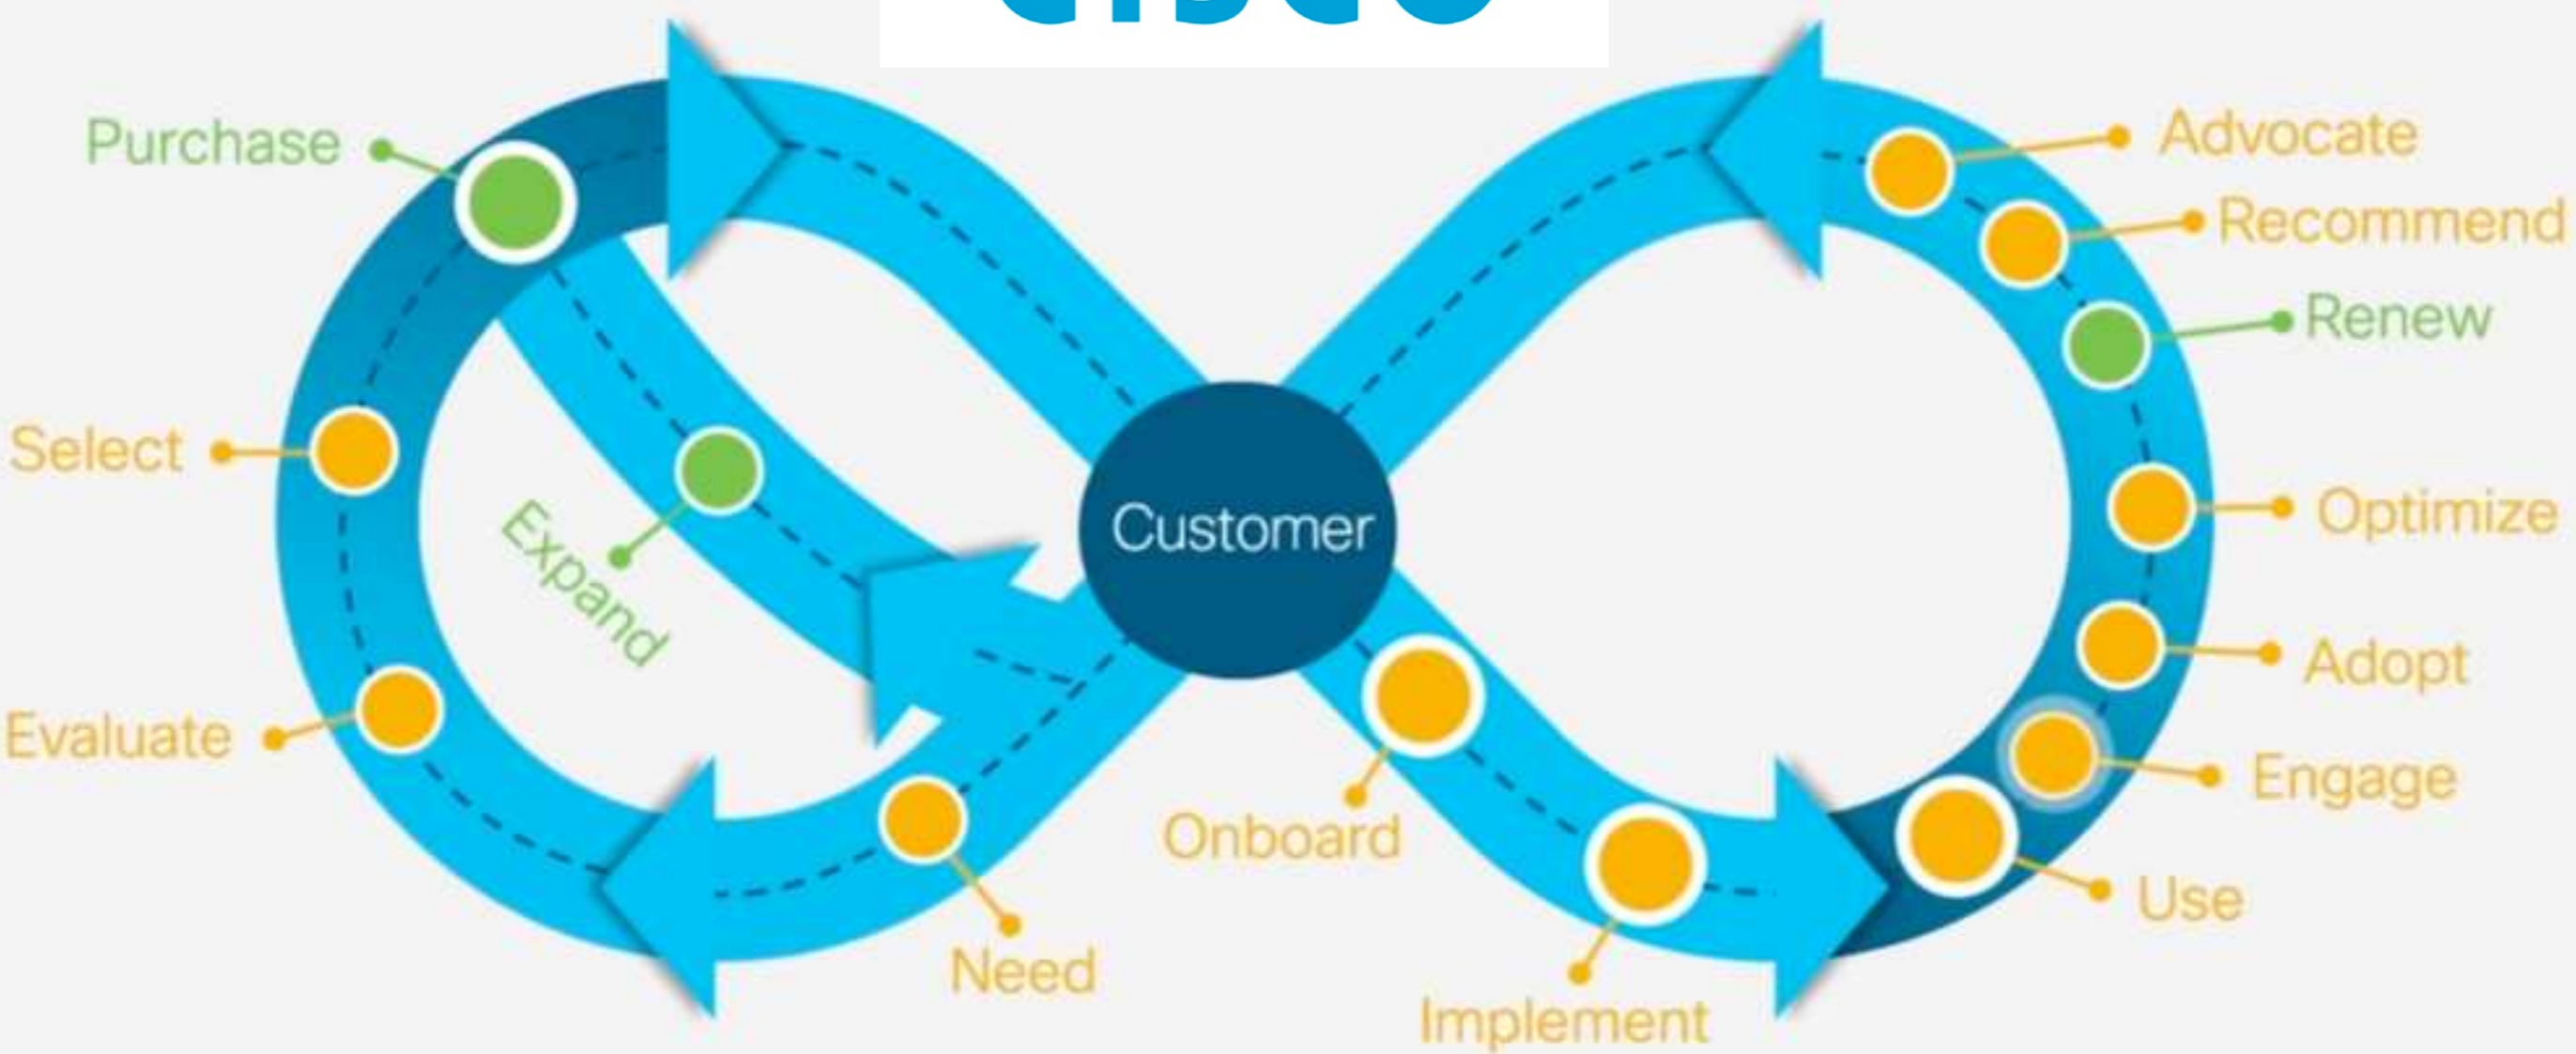 Purchase
Advocate
Recommend
Renew
Select
Expand
Customer
Optimize
Adopt
Evaluate
Engage
Onboard
Use
Need
Implement